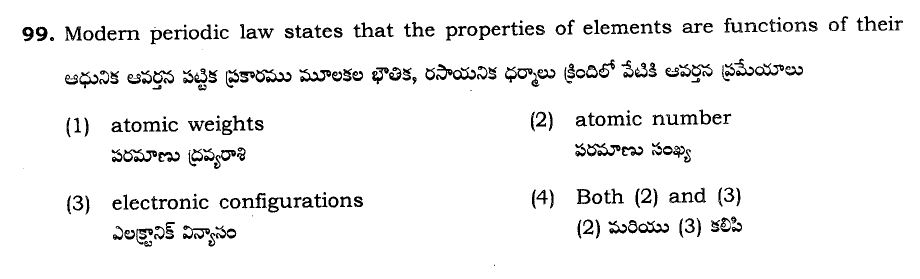 99. Modern periodic law states that the properties of elements are functions of their
ఆధునిక ఆవర్తన పట్టిక ప్రకారము మూలకల భౌతిక, రసాయనిక ధర్మాలు క్రిందిలో వేటికి ఆవర్తన ప్రమేయాలు
(1) atomic weights (2) atomic number
పరమాణు ద్రవ్యరాశి పరమాణు సంఖ్య
(3) electronic configurations (4) Both (2) and (3)
ఎలక్ట్రానిక్ విన్యాసం (2) మరియు (3) కలిపి